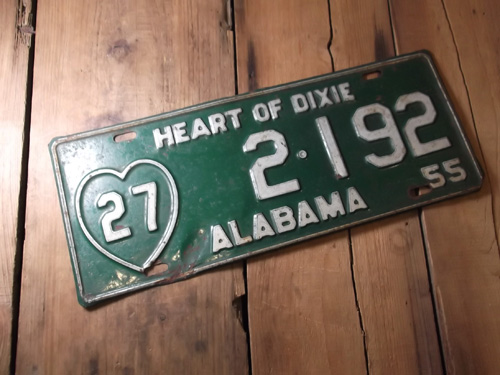 HEART OF DIXIE
27 2·192
ALABAMA 55